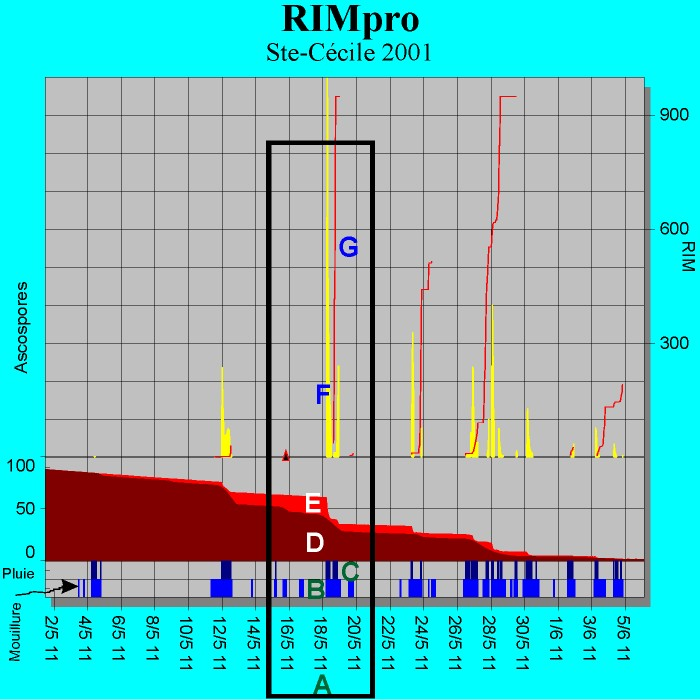 RIMpro
Ste-Cécile 2001
900
600
300
RIM
Ascospores
G
F
100
50
0
E
D
Pluie
C
B
Mouillure
2/5 11
4/5 11
6/5 11
8/5 11
10/5 11
12/5 11
14/5 11
16/5 11
18/5 11
20/5 11
22/5 11
24/5 11
26/5 11
28/5 11
30/5 11
1/6 11
3/6 11
5/6 11
A